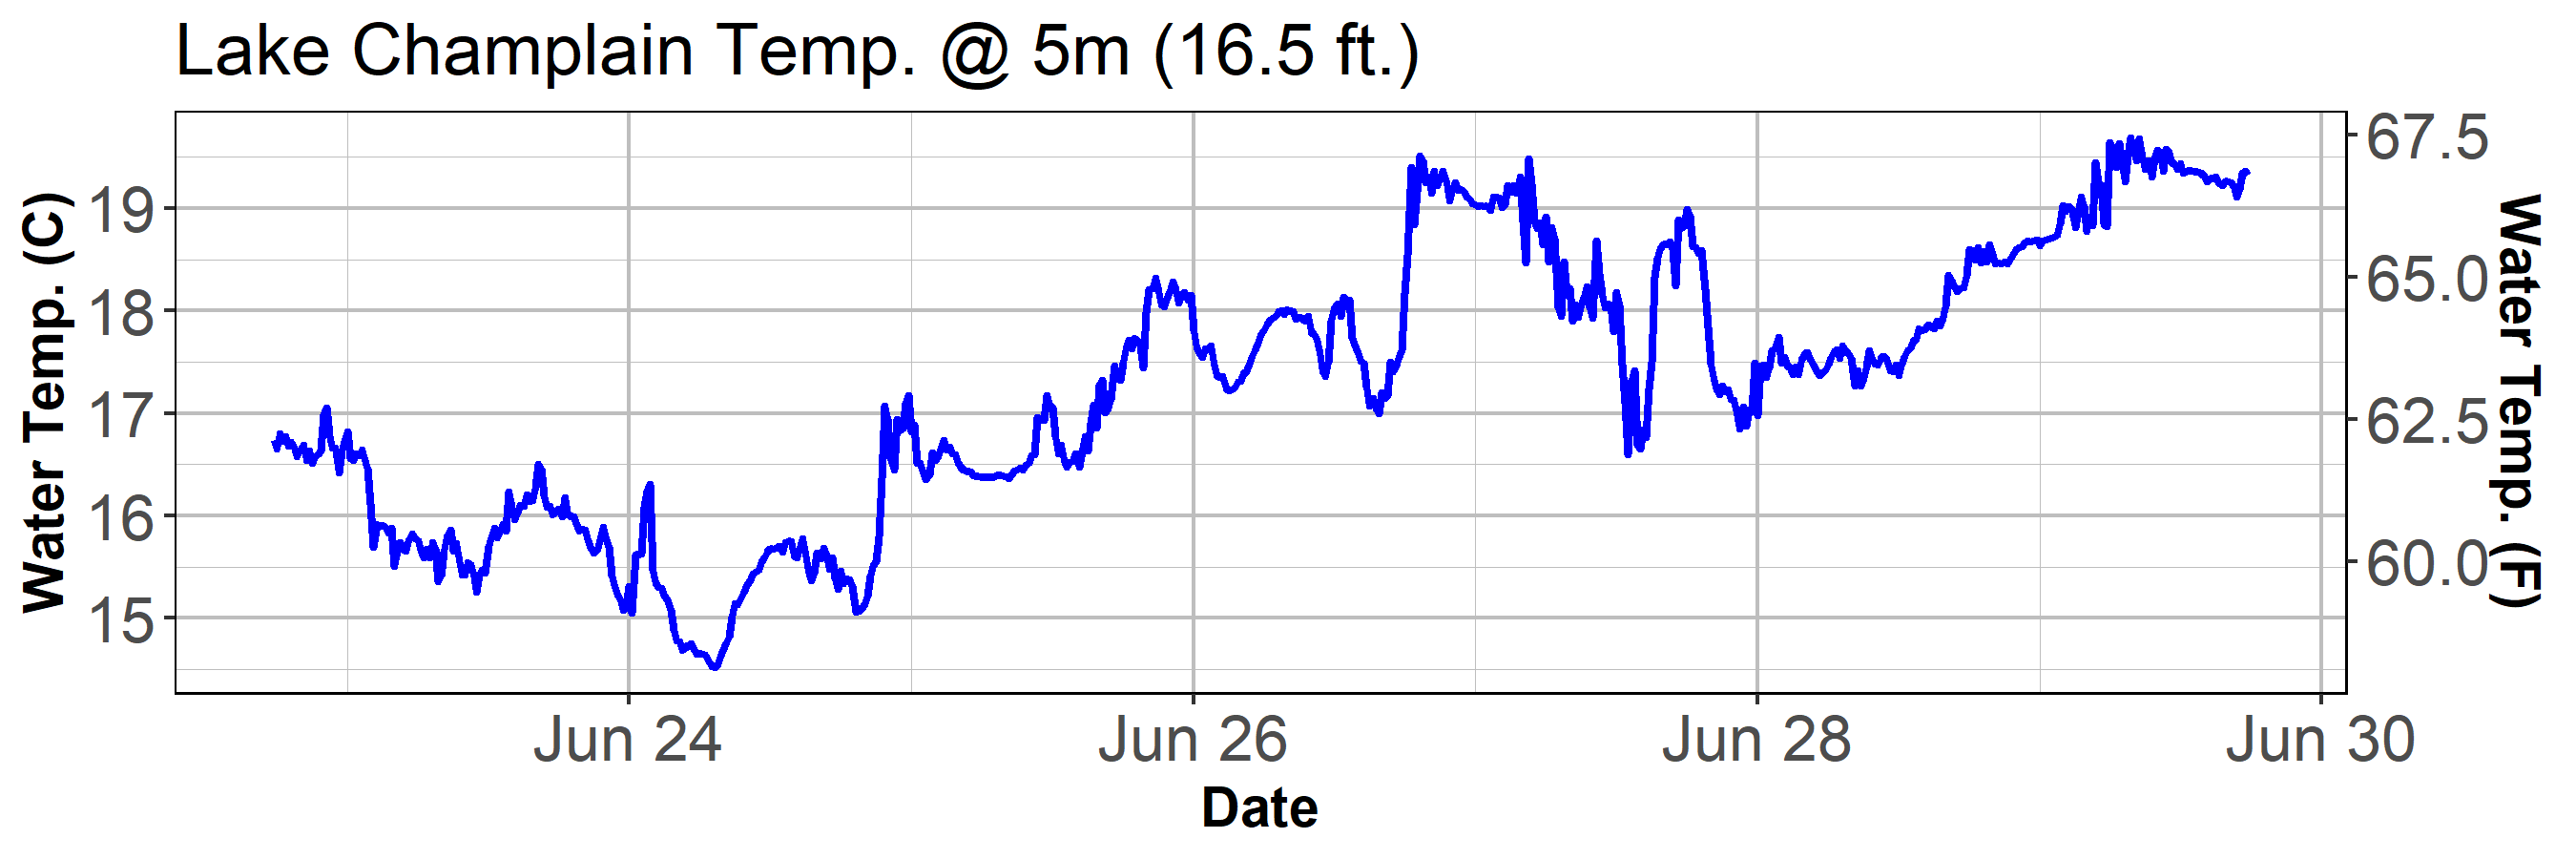 Lake Champlain Temp. @ 5m (16.5 ft.)
Water Temp. (C)
19
18
17
16
15
67.5
65.0
62.5
60.0
Water Temp. (F)
Jun 24
Jun 26
Jun 28
Jun 30
Date